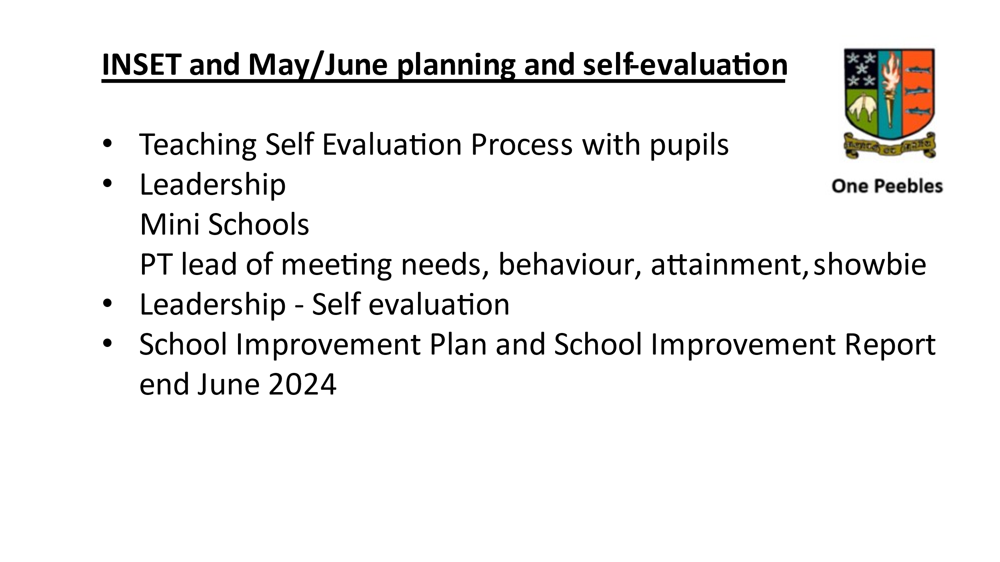 INSET and May/June planning and self-evaluation
• Teaching Self Evaluation Process with pupils
• Leadership
Mini Schools
PT lead of meeting needs, behaviour, attainment, showbie
• Leadership - Self evaluation
• School Improvement Plan and School Improvement Report
end June 2024
et
One Peebles